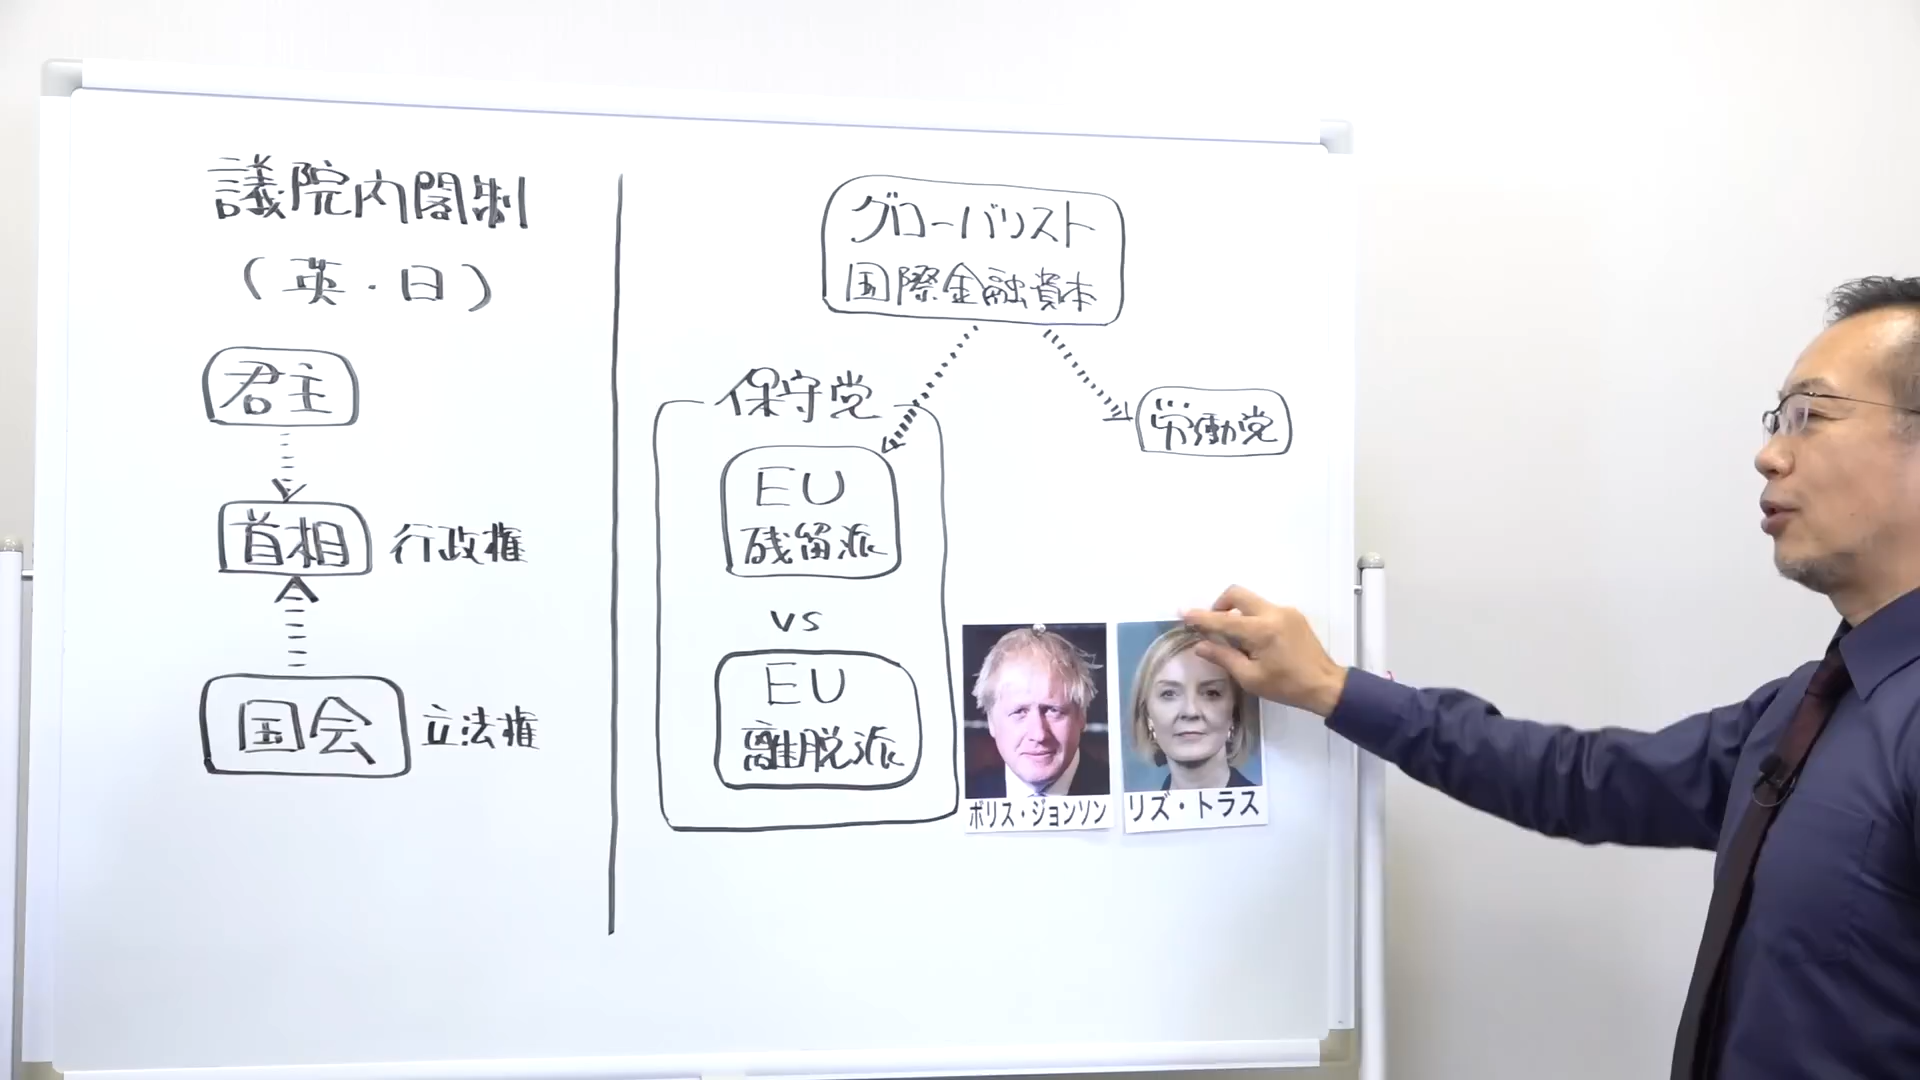 議院内閣制
(英・日)
君主
首相 行政権
国会 立法権
グローバリスト
国際金融資本
保守党
労働党
EU
残留派
vs
EU
離脱派
ボリス・ジョンソン
リズ・トラス